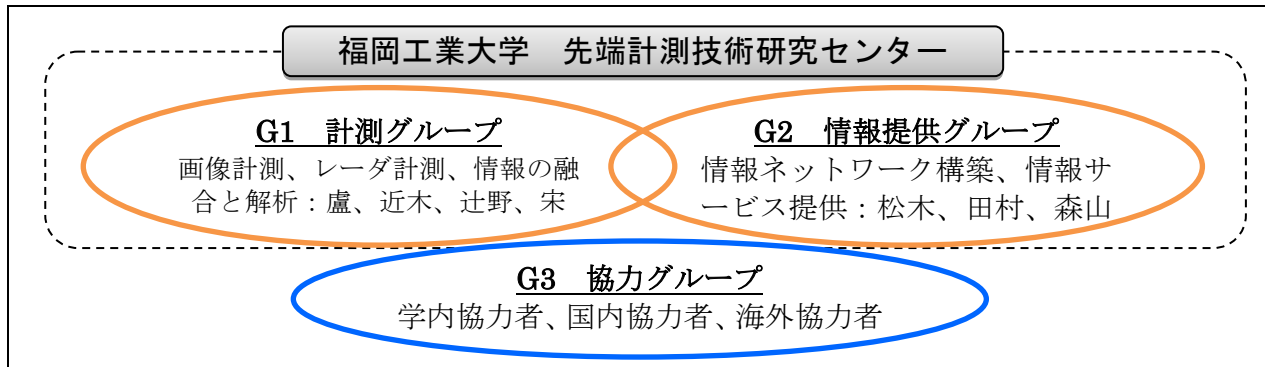 福岡工業大学　先端計測技術研究センター
G1　計測グループ
画像計測、レーダ計測、情報の融
合と解析：盧、近木、辻野、宋
G2　情報提供グループ
情報ネットワーク構築、情報サ
ービス提供：松木、田村、森山
G3　協力グループ
学内協力者、国内協力者、海外協力者